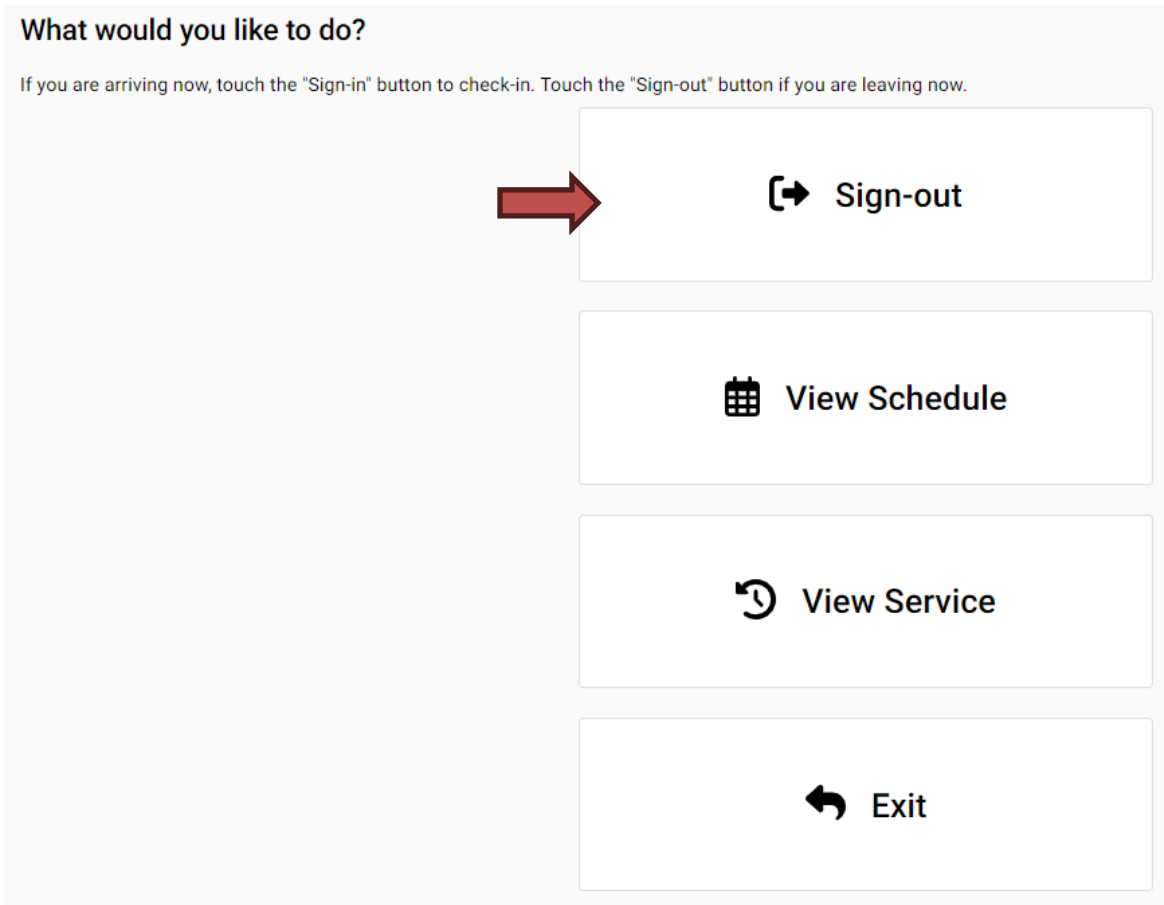 What would you like to do?
If you are arriving now, touch the "Sign-in" button to check-in. Touch the "Sign-out" button if you are leaving now.
Sign-out
View Schedule
View Service
Exit